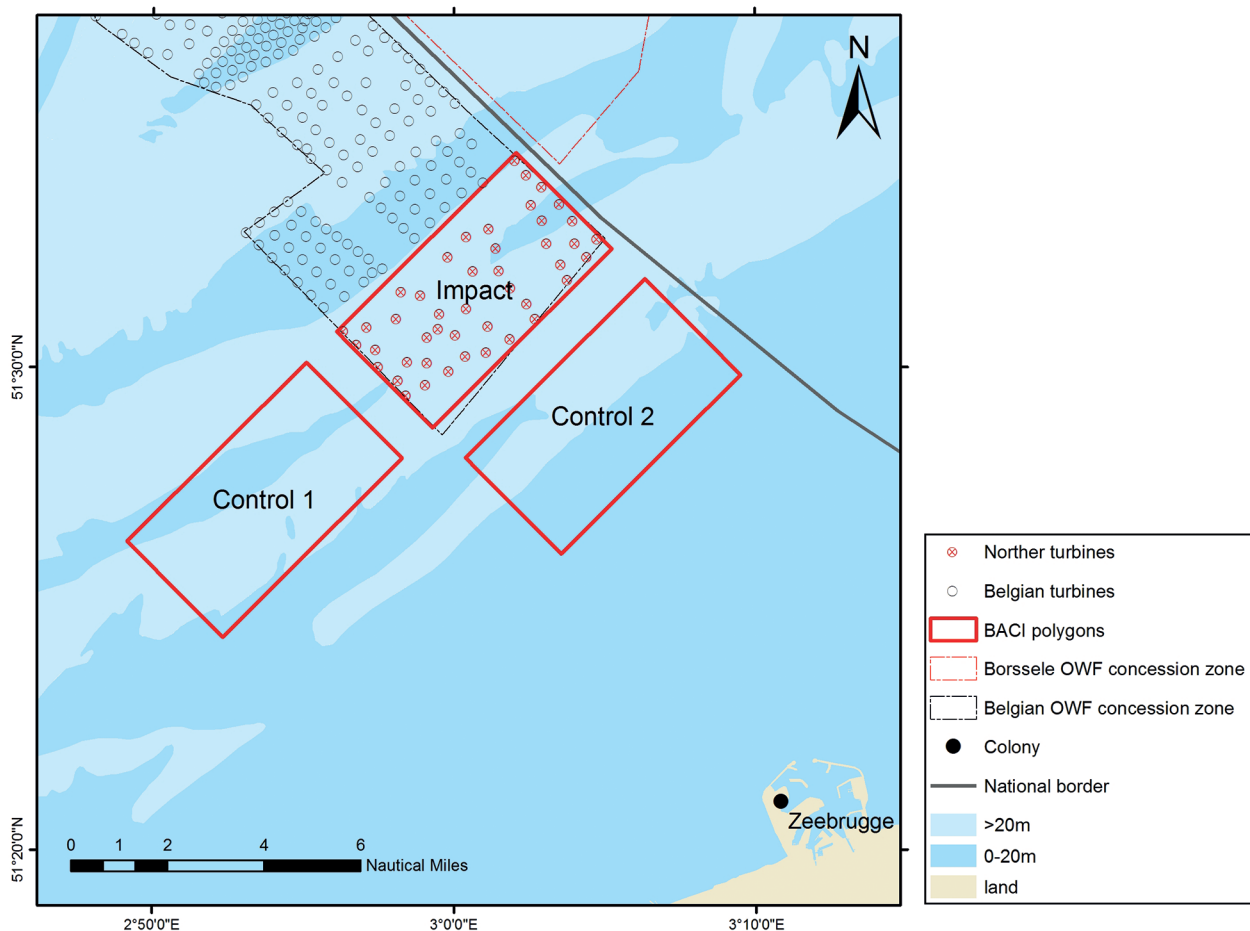 N
Impact
51°30'0"N
Control 2
Control 1
Norther turbines
Belgian turbines
BACI polygons
Borssele OWF concession zone
Belgian OWF concession zone
Colony
National border
>20m
0-20m
land
Zeebrugge
0 1 2 4 6
Nautical Miles
51°20'0"N
2°50'0"E 3°0'0"E 3°10'0"E